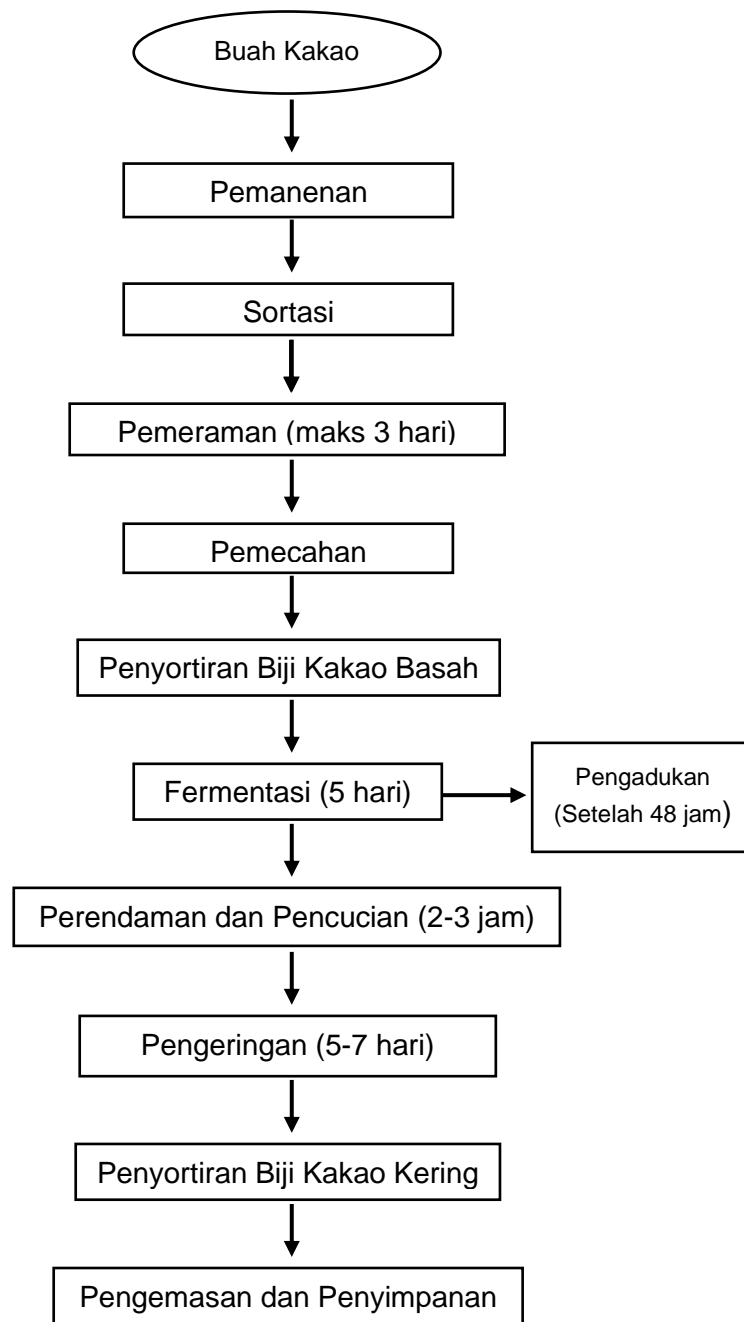 Buah Kakao
Pemanenan
Sortasi
Pemeraman (maks 3 hari)
Pemecahan
Penyortiran Biji Kakao Basah
Fermentasi (5 hari)
Pengadukan
(Setelah 48 jam)
Perendaman dan Pencucian (2-3 jam)
Pengeringan (5-7 hari)
Penyortiran Biji Kakao Kering
Pengemasan dan Penyimpanan